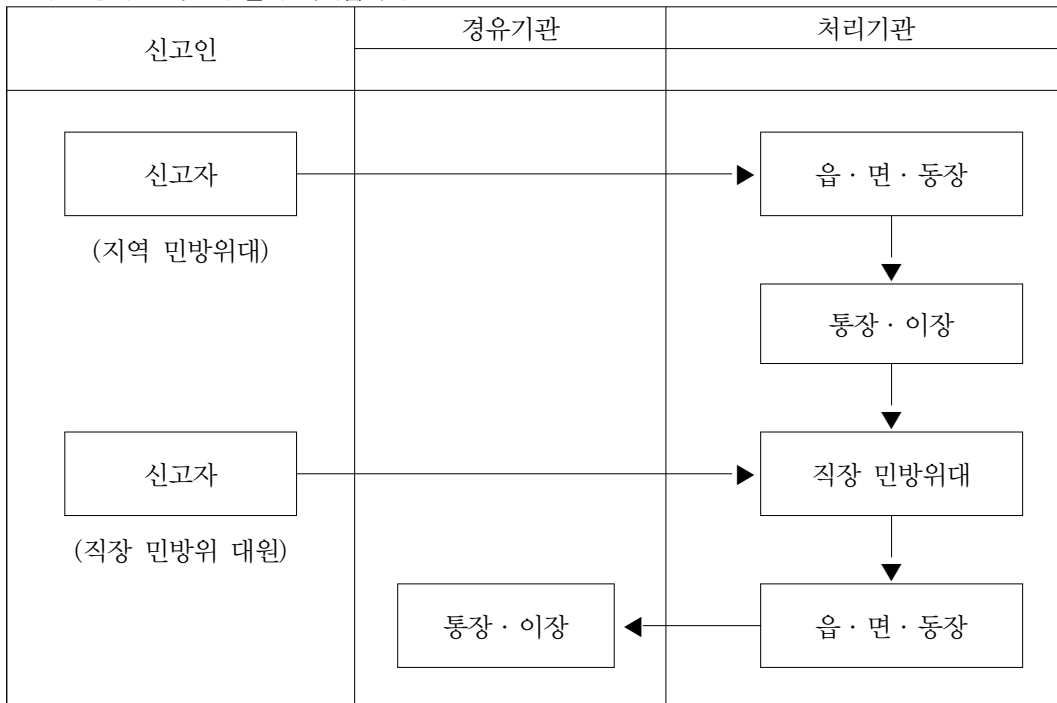 신고인
경유기관
처리기관
신고자
읍 · 면 · 동장
(지역 민방위대)
통장 · 이장
신고자
직장 민방위대
(직장 민방위 대원)
통장 · 이장
읍 · 면 · 동장